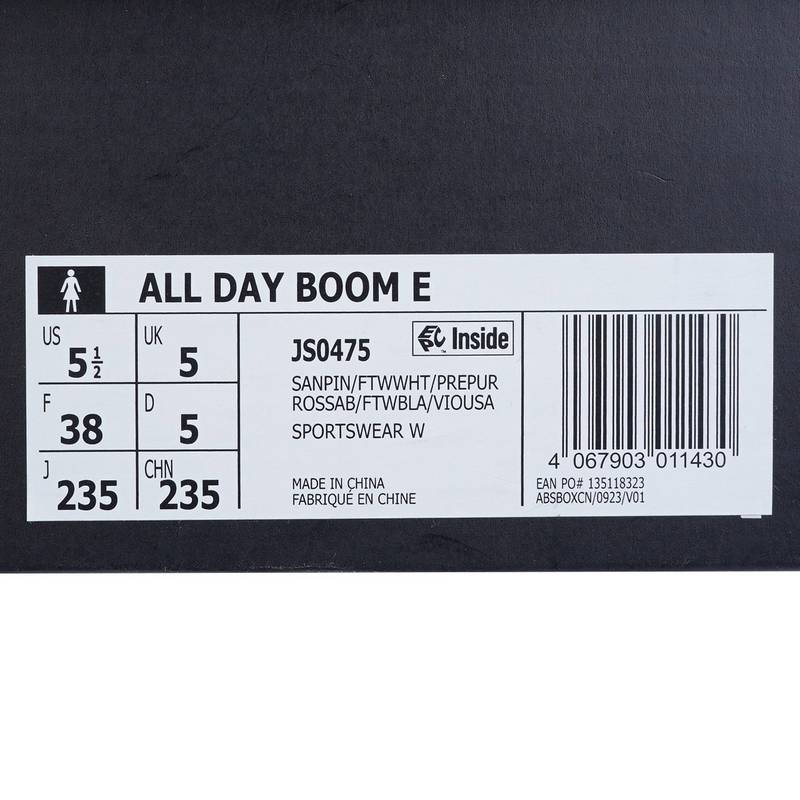 ALL DAY BOOM E
US 5 1/2
UK 5
F 38
D 5
J 235
CHN 235
JS0475
EPC Inside
™
SANPIN/FTWWHT/PREPUR
ROSSAB/FTWBLA/VIOUSA
SPORTSWEAR W
MADE IN CHINA
FABRIQUÉ EN CHINE
4 067903 011430
EAN PO# 135118323
ABSBOXCN/0923/V01